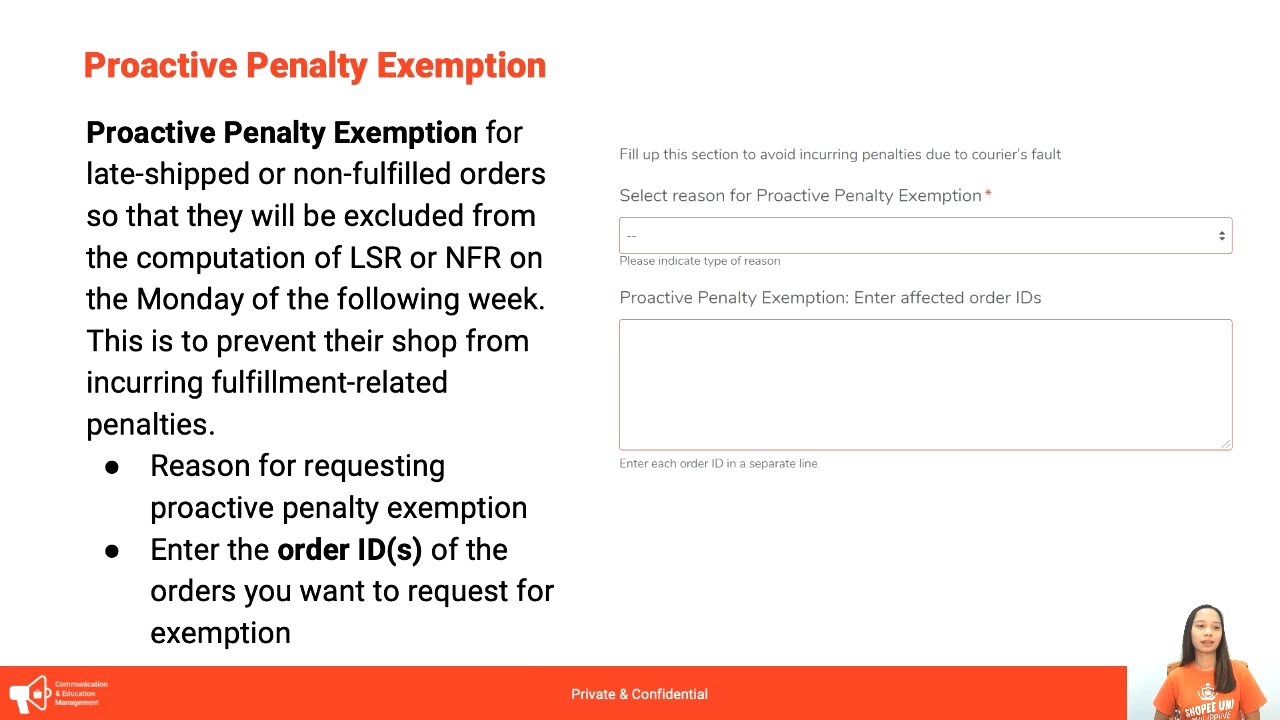 Proactive Penalty Exemption
Proactive Penalty Exemption for
late-shipped or non-fulfilled orders
so that they will be excluded from
the computation of LSR or NFR on
the Monday of the following week.
This is to prevent their shop from
incurring fulfillment-related
penalties.
● Reason for requesting
proactive penalty exemption
● Enter the order ID(s) of the
orders you want to request for
exemption
Fill up this section to avoid incurring penalties due to courier's fault
Select reason for Proactive Penalty Exemption *
--
Please indicate type of reason
Proactive Penalty Exemption: Enter affected order IDs
Enter each order ID in a separate line
Communication
& Education
Management
Private & Confidential
SHOPEE UNI
PHILIPPINE